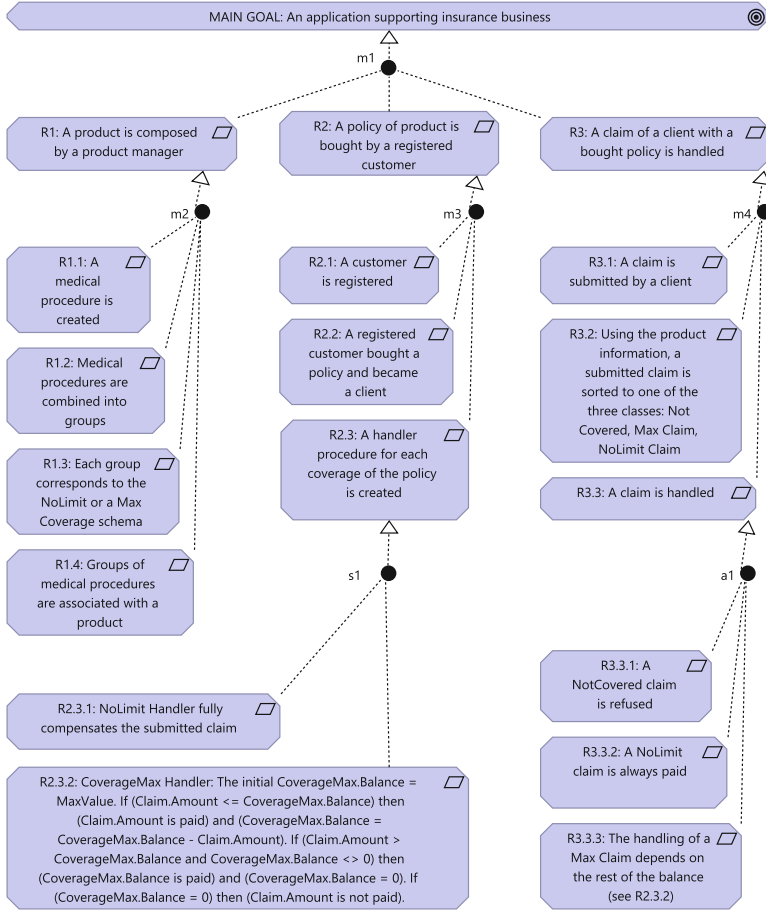 MAIN GOAL: An application supporting insurance business
m1
R1: A product is composed
by a product manager
R2: A policy of product is
bought by a registered
customer
R3: A claim of a client with a
bought policy is handled
m2
m3
m4
R1.1: A
medical
procedure is
created
R2.1: A customer
is registered
R3.1: A claim is
submitted by a client
R1.2: Medical
procedures are
combined into
groups
R2.2: A registered
customer bought a
policy and became
a client
R3.2: Using the product
information, a
submitted claim is
sorted to one of the
three classes: Not
Covered, Max Claim,
NoLimit Claim
R1.3: Each group
corresponds to the
NoLimit or a Max
Coverage schema
R2.3: A handler
procedure for each
coverage of the policy
is created
R3.3: A claim is handled
R1.4: Groups of
medical procedures
are associated with a
product
s1
a1
R2.3.1: NoLimit Handler fully
compensates the submitted claim
R3.3.1: A
NotCovered claim
is refused
R2.3.2: CoverageMax Handler: The initial CoverageMax.Balance =
MaxValue. If (Claim.Amount <= CoverageMax.Balance) then
(Claim.Amount is paid) and (CoverageMax.Balance =
CoverageMax.Balance - Claim.Amount). If (Claim.Amount >
CoverageMax.Balance and CoverageMax.Balance <> 0) then
(CoverageMax.Balance is paid) and (CoverageMax.Balance = 0). If
(CoverageMax.Balance = 0) then (Claim.Amount is not paid).
R3.3.2: A NoLimit
claim is always paid
R3.3.3: The handling of a
Max Claim depends on
the rest of the balance
(see R2.3.2)